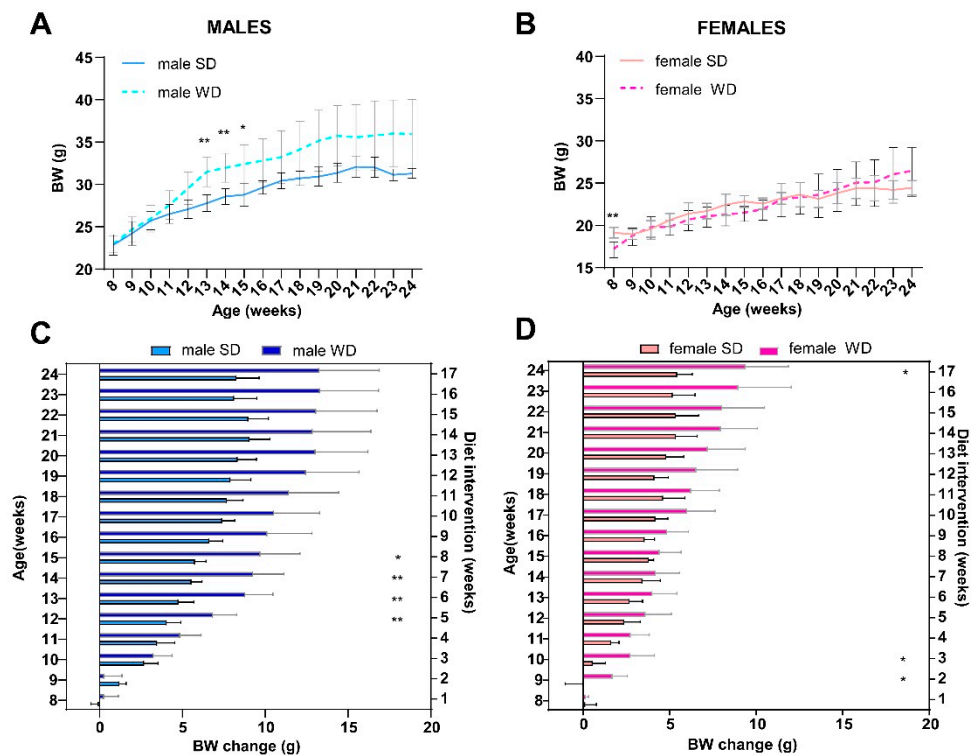 A
MALES
male SD
male WD
BW (g)
45
40
35
30
25
20
** ** *
8 9 10 11 12 13 14 15 16 17 18 19 20 21 22 23 24
Age (weeks)
B
FEMALES
female SD
female WD
BW (g)
40
35
30
25
20
15
**
8 9 10 11 12 13 14 15 16 17 18 19 20 21 22 23 24
Age (weeks)
C
male SD male WD
Age(weeks)
24 17
23 16
22 15
21 14
20 13
19 12
18 11
17 10
16 9
15 * 8
14 ** 7
13 ** 6
12 ** 5
11 4
10 3
9 2
8 1
Diet intervention (weeks)
0 5 10 15 20
BW change (g)
D
female SD female WD
Age(weeks)
24 * 17
23 16
22 15
21 14
20 13
19 12
18 11
17 10
16 9
15 8
14 7
13 6
12 5
11 4
10 * 3
9 * 2
8 1
Diet intervention (weeks)
0 5 10 15 20
BW change (g)